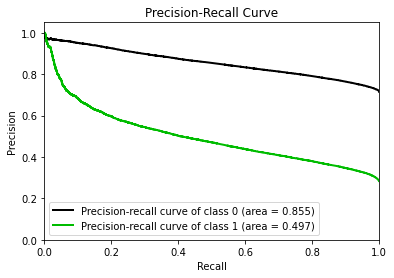 Precision-Recall Curve
1.0
0.8
0.6
0.4
0.2
0.0
Precision
Precision-recall curve of class 0 (area = 0.855)
Precision-recall curve of class 1 (area = 0.497)
0.0 0.2 0.4 0.6 0.8 1.0
Recall